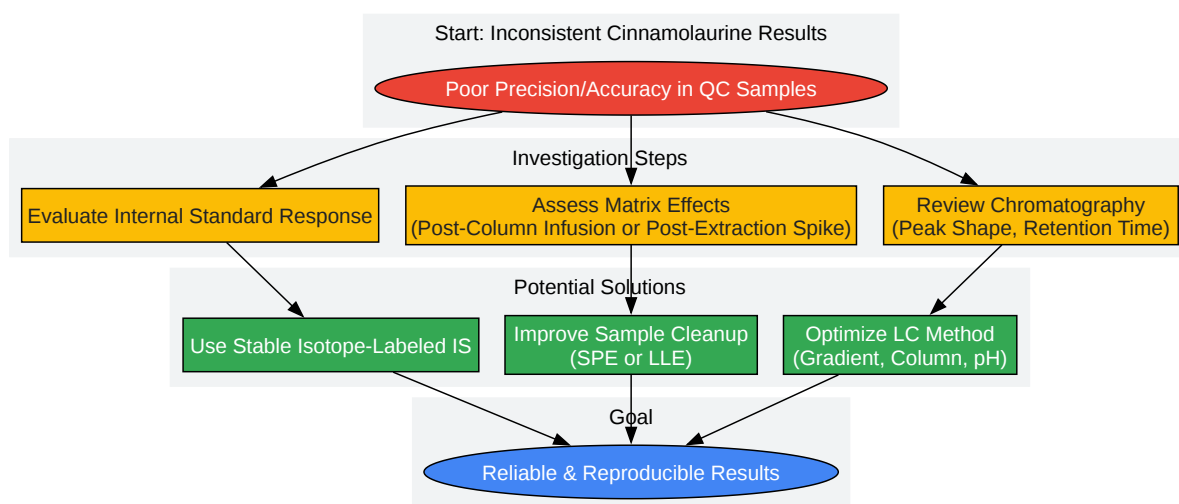 Start: Inconsistent Cinnamolaurine Results
Poor Precision/Accuracy in QC Samples
Investigation Steps
Evaluate Internal Standard Response
Assess Matrix Effects
(Post-Column Infusion or Post-Extraction Spike)
Review Chromatography
(Peak Shape, Retention Time)
Potential Solutions
Use Stable Isotope-Labeled IS
Improve Sample Cleanup
(SPE or LLE)
Optimize LC Method
(Gradient, Column, pH)
Goal
Reliable & Reproducible Results